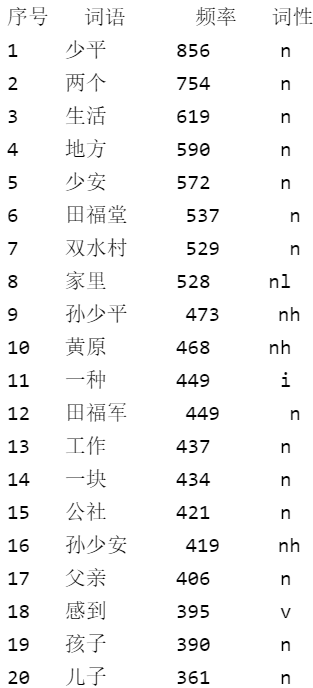 序号 词语 频率 词性
1 少平 856 n
2 两个 754 n
3 生活 619 n
4 地方 590 n
5 少安 572 n
6 田福堂 537 n
7 双水村 529 n
8 家里 528 nl
9 孙少平 473 nh
10 黄原 468 nh
11 一种 449 i
12 田福军 449 n
13 工作 437 n
14 一块 434 n
15 公社 421 n
16 孙少安 419 nh
17 父亲 406 n
18 感到 395 v
19 孩子 390 n
20 儿子 361 n